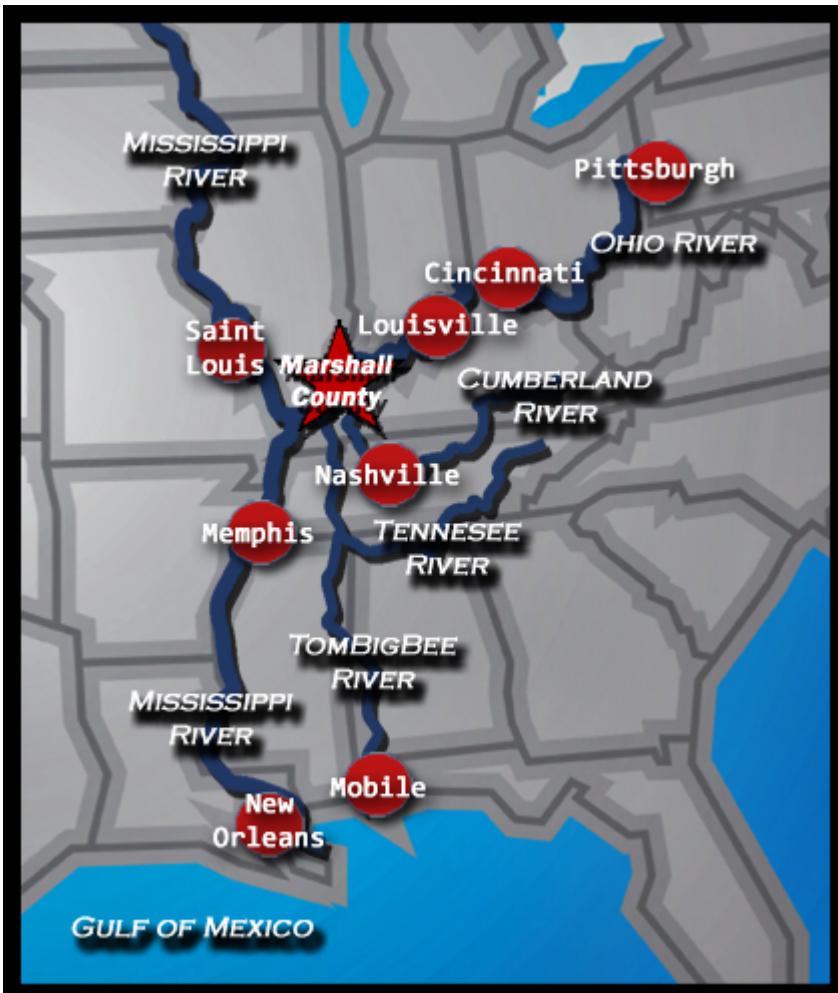 MISSISSIPPI
RIVER
Pittsburgh
OHIO RIVER
Cincinnati
Louisville
Saint
Louis
Marshall
County
CUMBERLAND
RIVER
Nashville
Memphis
TENNESEE
RIVER
TOMBIGBEE
RIVER
MISSISSIPPI
RIVER
Mobile
New
Orleans
GULF OF MEXICO